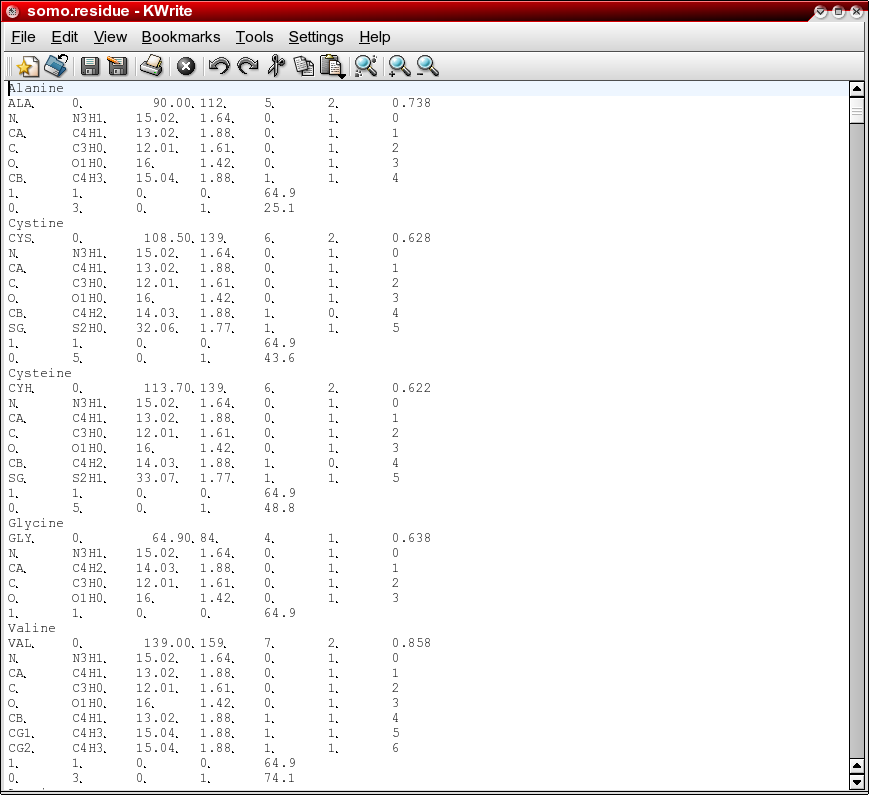 somo.residue - KWrite
File Edit View Bookmarks Tools Settings Help
Alanine
ALA 0 90.00 112 5 2 0.738
N N3H1 15.02 1.64 0 1 0
CA C4H1 13.02 1.88 0 1 1
C C3H0 12.01 1.61 0 1 2
O O1H0 16 1.42 0 1 3
CB C4H3 15.04 1.88 1 1 4
1 1 0 0 64.9
0 3 0 1 25.1
Cystine
CYS 0 108.50 139 6 2 0.628
N N3H1 15.02 1.64 0 1 0
CA C4H1 13.02 1.88 0 1 1
C C3H0 12.01 1.61 0 1 2
O O1H0 16 1.42 0 1 3
CB C4H2 14.03 1.88 1 0 4
SG S2H0 32.06 1.77 1 1 5
1 1 0 0 64.9
0 5 0 1 43.6
Cysteine
CYH 0 113.70 139 6 2 0.622
N N3H1 15.02 1.64 0 1 0
CA C4H1 13.02 1.88 0 1 1
C C3H0 12.01 1.61 0 1 2
O O1H0 16 1.42 0 1 3
CB C4H2 14.03 1.88 1 0 4
SG S2H1 33.07 1.77 1 1 5
1 1 0 0 64.9
0 5 0 1 48.8
Glycine
GLY 0 64.90 84 4 1 0.638
N N3H1 15.02 1.64 0 1 0
CA C4H2 14.03 1.88 0 1 1
C C3H0 12.01 1.61 0 1 2
O O1H0 16 1.42 0 1 3
1 1 0 0 64.9
Valine
VAL 0 139.00 159 7 2 0.858
N N3H1 15.02 1.64 0 1 0
CA C4H1 13.02 1.88 0 1 1
C C3H0 12.01 1.61 0 1 2
O O1H0 16 1.42 0 1 3
CB C4H1 13.02 1.88 1 1 4
CG1 C4H3 15.04 1.88 1 1 5
CG2 C4H3 15.04 1.88 1 1 6
1 1 0 0 64.9
0 3 0 1 74.1